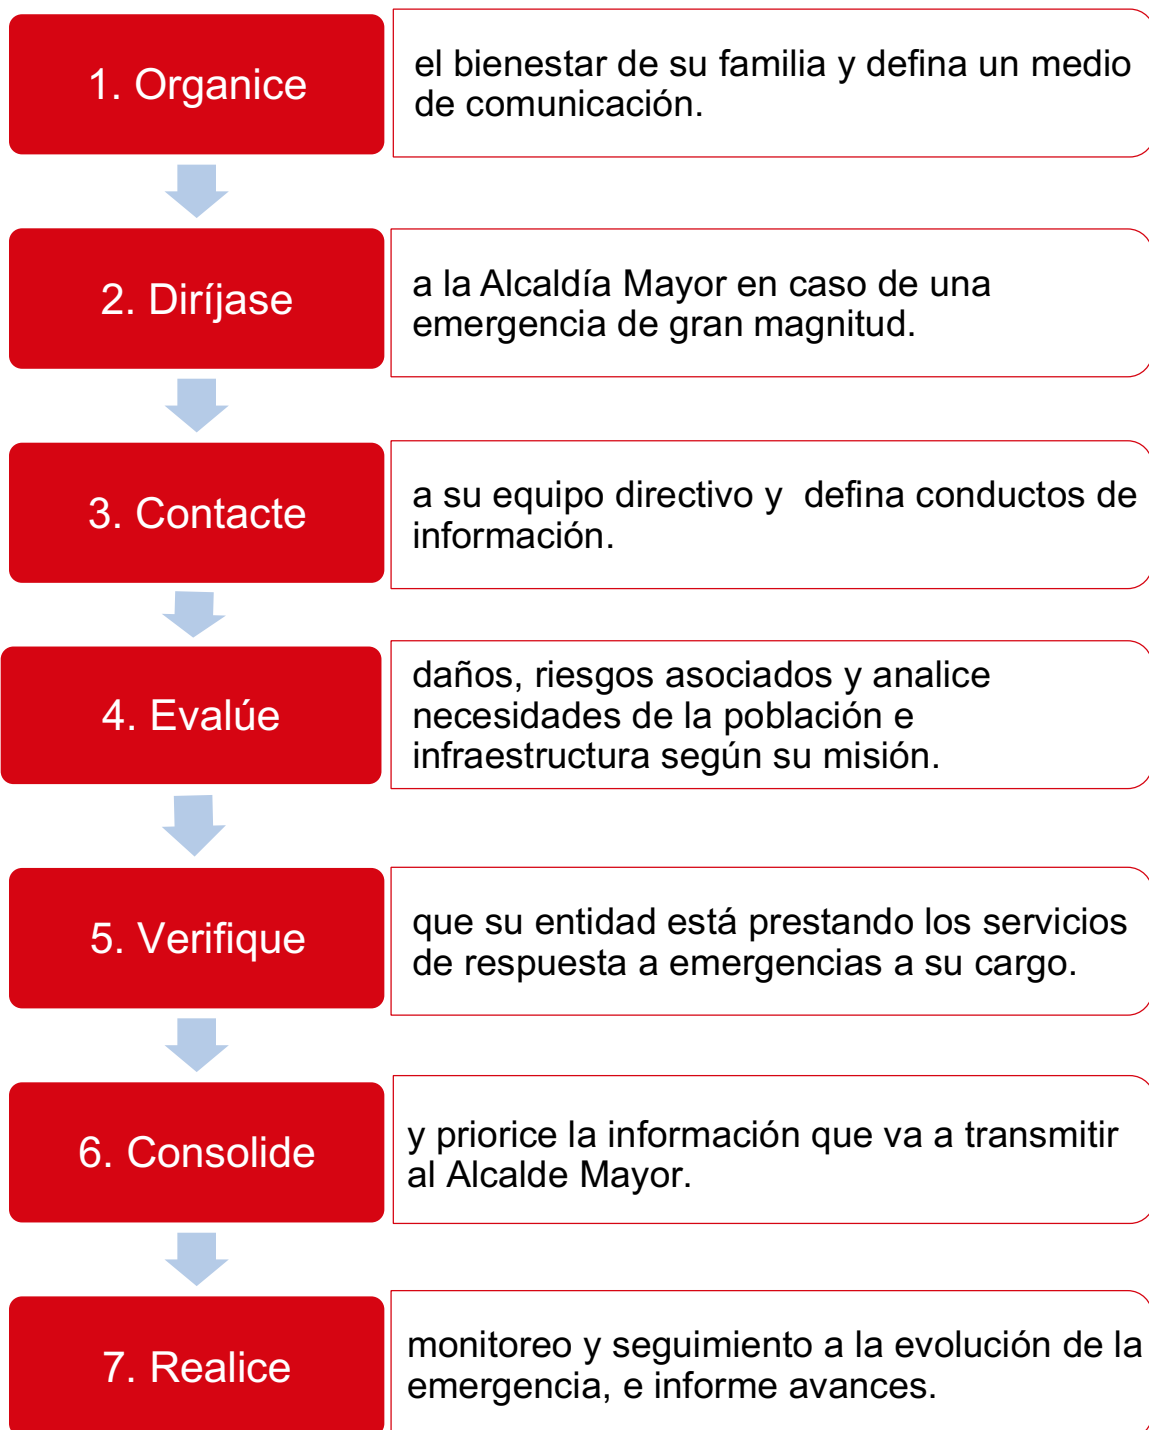 1. Organice
el bienestar de su familia y defina un medio
de comunicación.
2. Diríjase
a la Alcaldía Mayor en caso de una
emergencia de gran magnitud.
3. Contacte
a su equipo directivo y  defina conductos de
información.
4. Evalúe
daños, riesgos asociados y analice
necesidades de la población e
infraestructura según su misión.
5. Verifique
que su entidad está prestando los servicios
de respuesta a emergencias a su cargo.
6. Consolide
y priorice la información que va a transmitir
al Alcalde Mayor.
7. Realice
monitoreo y seguimiento a la evolución de la
emergencia, e informe avances.